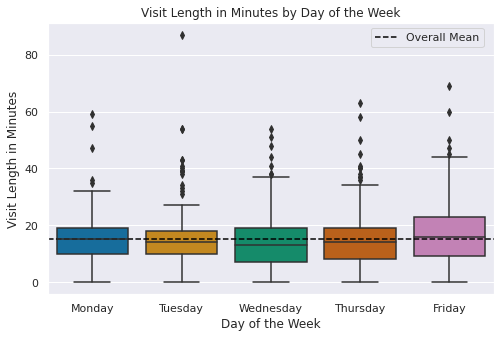 Visit Length in Minutes by Day of the Week
Overall Mean
80
60
40
20
0
Visit Length in Minutes
Monday Tuesday Wednesday Thursday Friday
Day of the Week